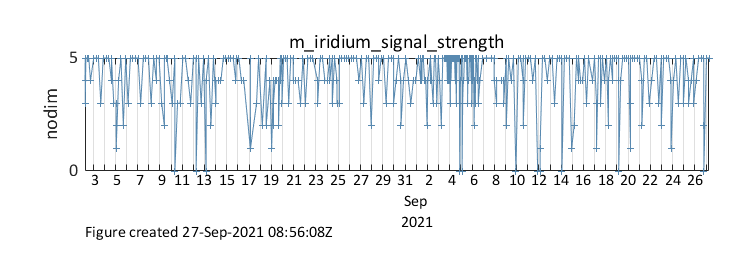 m_iridium_signal_strength
5
nodim
0
3 5 7 9 11 13 15 17 19 21 23 25 27 29 31 2 4 6 8 10 12 14 16 18 20 22 24 26
Sep
2021
Figure created 27-Sep-2021 08:56:08Z